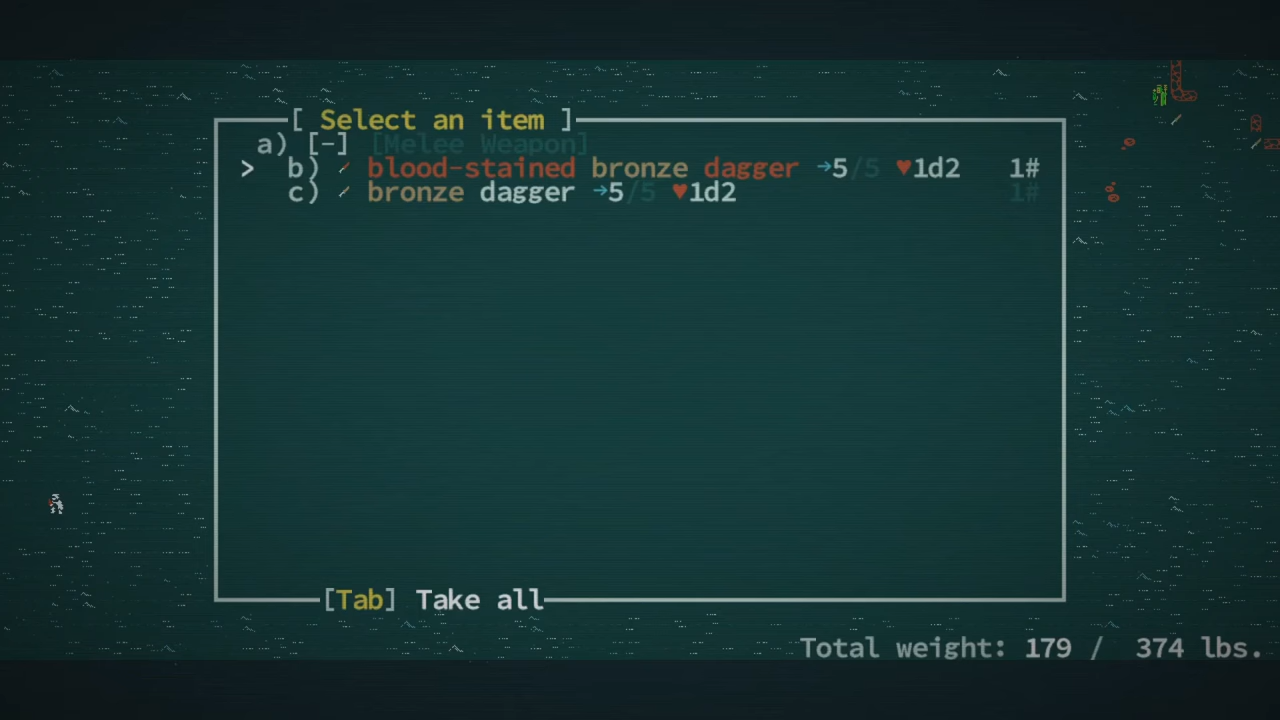 [ Select an item ]
a) [-] [Melee Weapon]
> b) blood-stained bronze dagger →5/5 ♥1d2 1#
c) bronze dagger →5/5 ♥1d2 1#
[Tab] Take all
Total weight: 179 / 374 lbs.